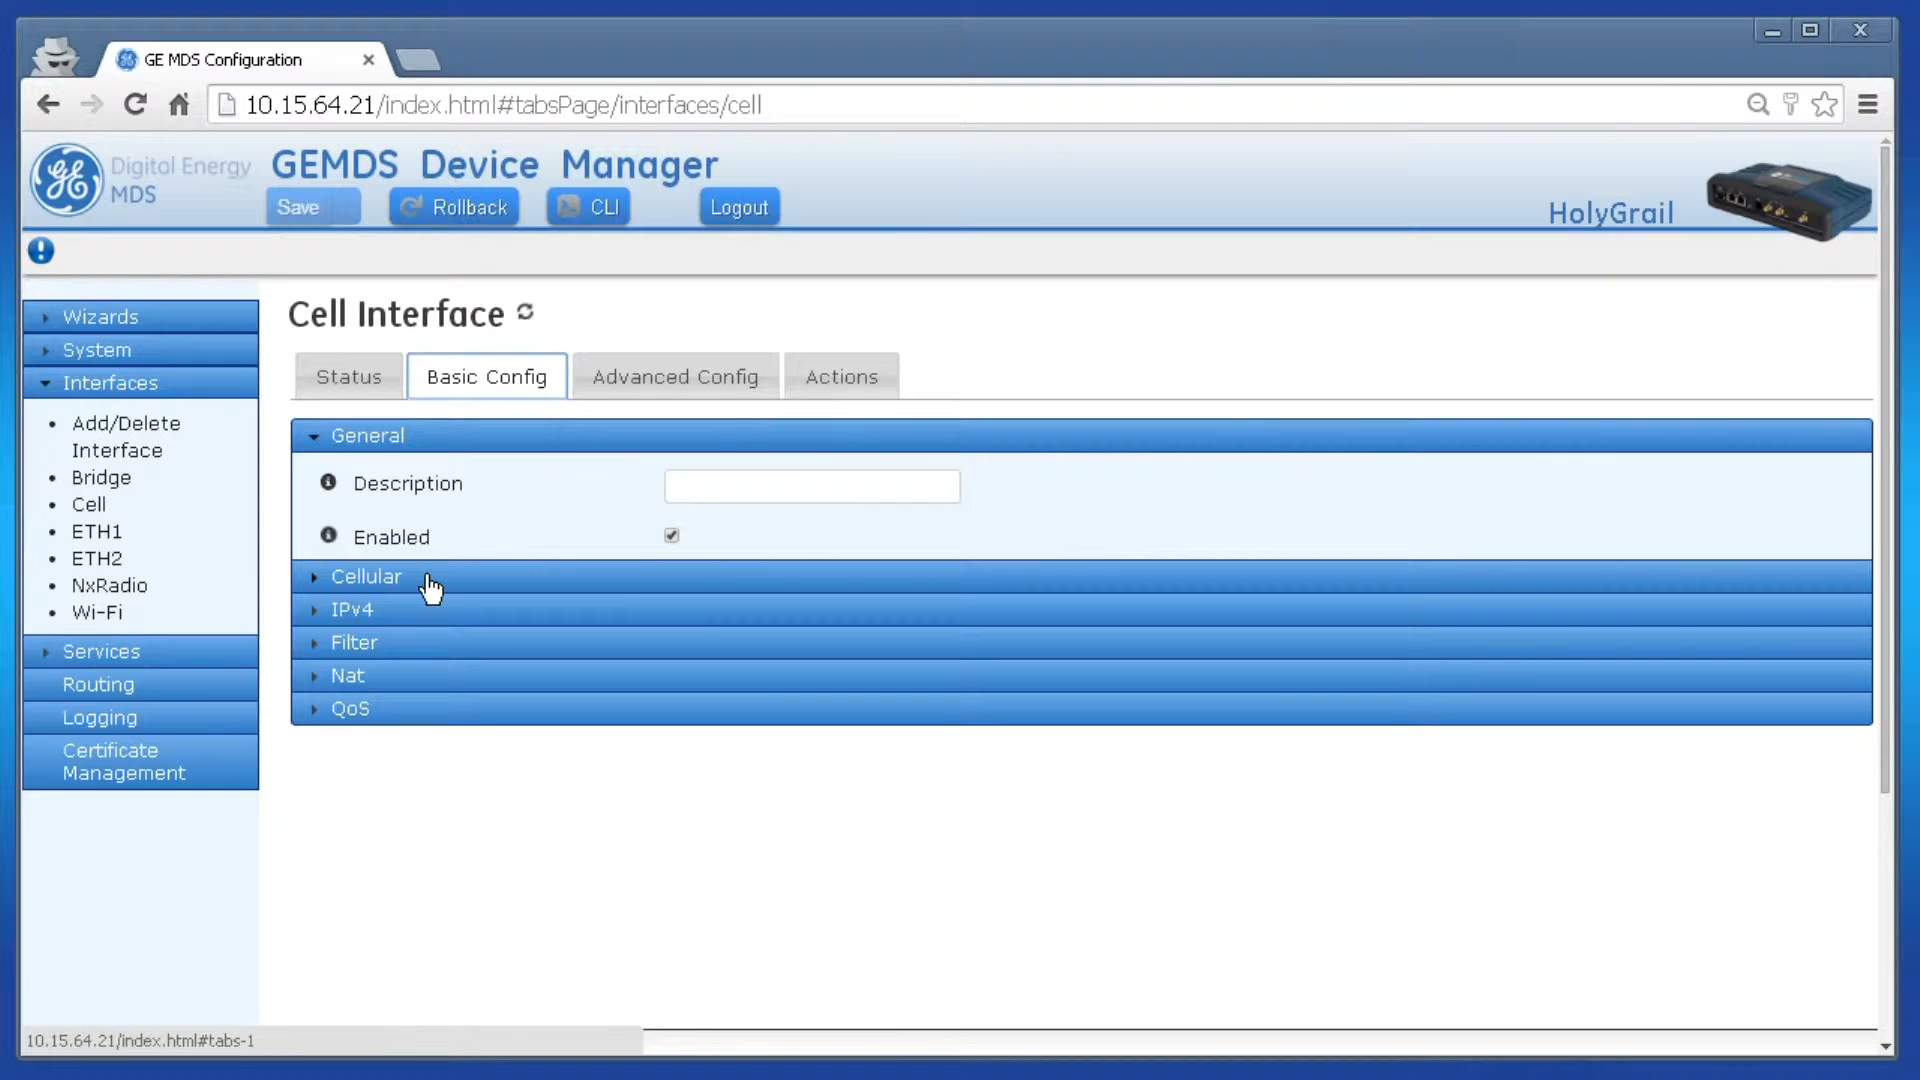 GE MDS Configuration
10.15.64.21/index.html#tabsPage/interfaces/cell
Digital Energy
MDS
GEMDS Device Manager
Save
Rollback
CLI
Logout
HolyGrail
Wizards
System
Interfaces
Add/Delete
Interface
Bridge
Cell
ETH1
ETH2
NxRadio
Wi-Fi
Services
Routing
Logging
Certificate
Management
Cell Interface
Status
Basic Config
Advanced Config
Actions
General
Description
Enabled
Cellular
IPv4
Filter
Nat
QoS
10.15.64.21/index.html#tabs-1